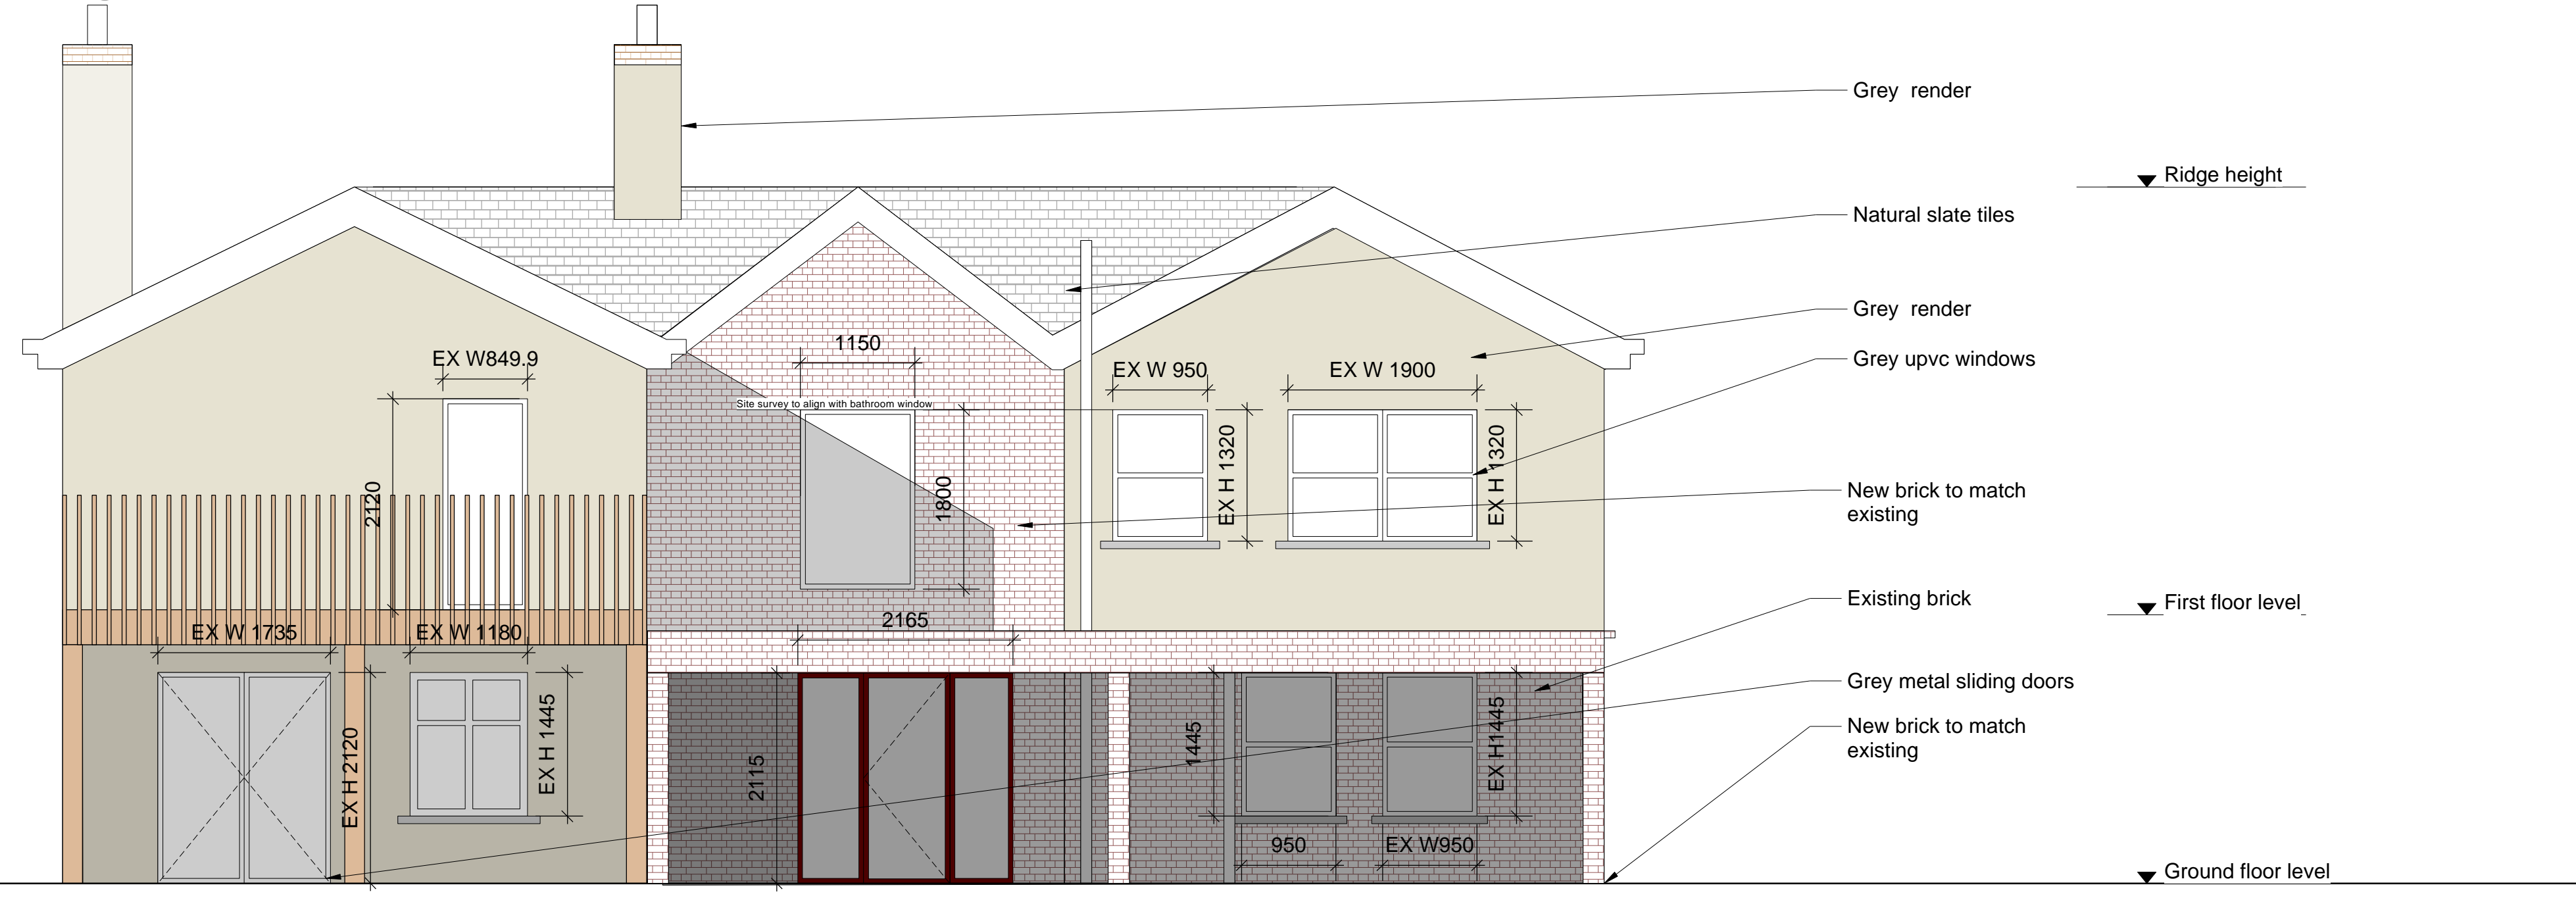 Grey render
Ridge height
Natural slate tiles
Grey render
EX W849.9
1150
EX W 950
EX W 1900
Grey upvc windows
Site survey to align with bathroom window
2120
1800
EX H 1320
EX H 1320
New brick to match
existing
Existing brick
First floor level
EX W 1735
EX W 1180
2165
Grey metal sliding doors
EX H 2120
EX H 1445
2115
1445
EX H1445
New brick to match
existing
950
EX W950
Ground floor level